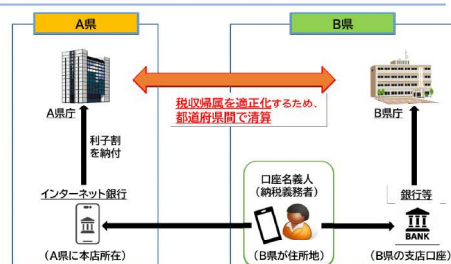 A県
B県
税収帰属を適正化するため、
都道府県間で清算
A県庁
B県庁
利子割
を納付
口座名義人
(納税義務者)
インターネット銀行
銀行等
BANK
(A県に本店所在)
(B県が住所地)
(B県の支店口座)